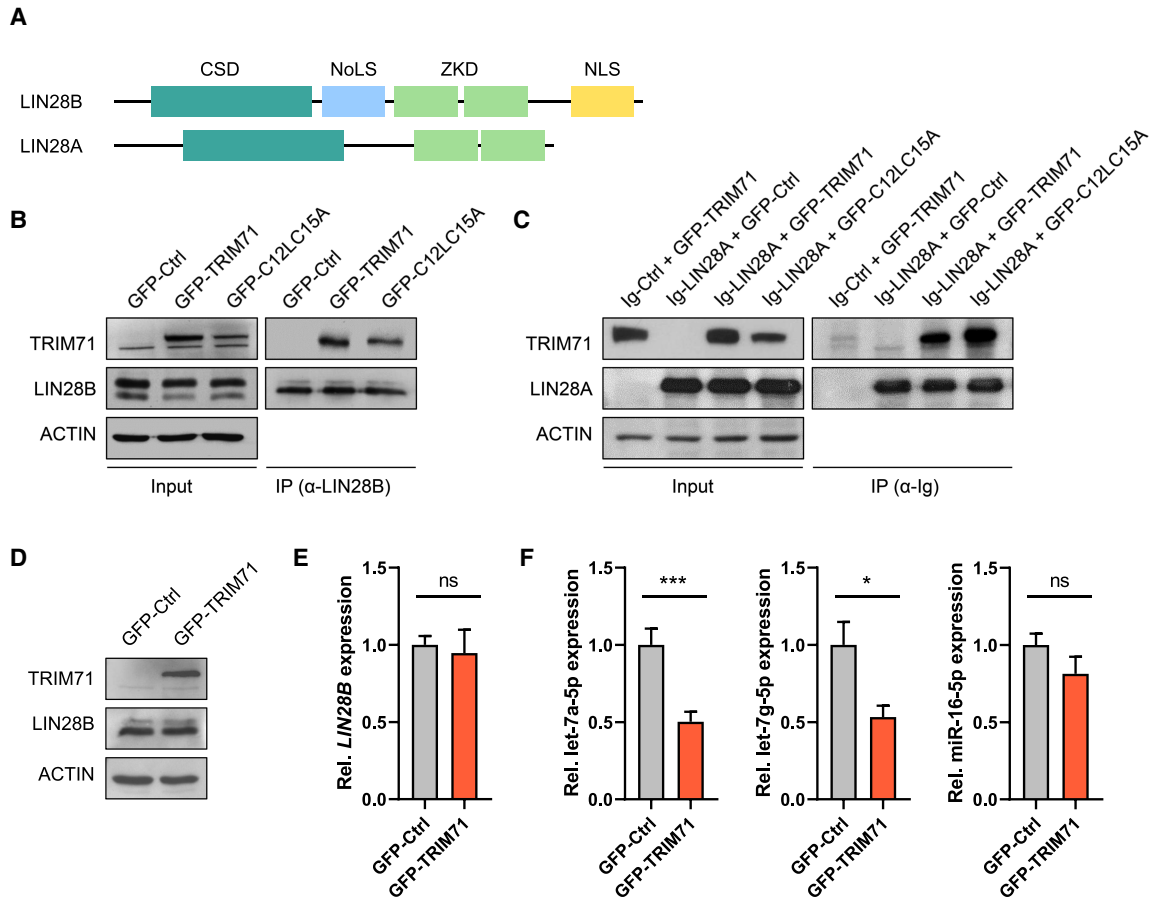 A
CSD NoLS ZKD NLS
LIN28B
LIN28A
B
GFP-Ctrl
GFP-TRIM71
GFP-C12LC15A
GFP-Ctrl
GFP-TRIM71
GFP-C12LC15A
TRIM71
LIN28B
ACTIN
Input
IP (α-LIN28B)
C
Ig-Ctrl + GFP-TRIM71
Ig-LIN28A + GFP-Ctrl
Ig-LIN28A + GFP-TRIM71
Ig-LIN28A + GFP-C12LC15A
Ig-Ctrl + GFP-TRIM71
Ig-LIN28A + GFP-Ctrl
Ig-LIN28A + GFP-TRIM71
Ig-LIN28A + GFP-C12LC15A
TRIM71
LIN28A
ACTIN
Input
IP (α-Ig)
D
GFP-Ctrl
GFP-TRIM71
TRIM71
LIN28B
ACTIN
E
Rel. LIN28B expression
1.5
1.0
0.5
0.0
ns
GFP-Ctrl
GFP-TRIM71
F
Rel. let-7a-5p expression
1.5
1.0
0.5
0.0
***
GFP-Ctrl
GFP-TRIM71
Rel. let-7g-5p expression
1.5
1.0
0.5
0.0
*
GFP-Ctrl
GFP-TRIM71
Rel. miR-16-5p expression
1.5
1.0
0.5
0.0
ns
GFP-Ctrl
GFP-TRIM71